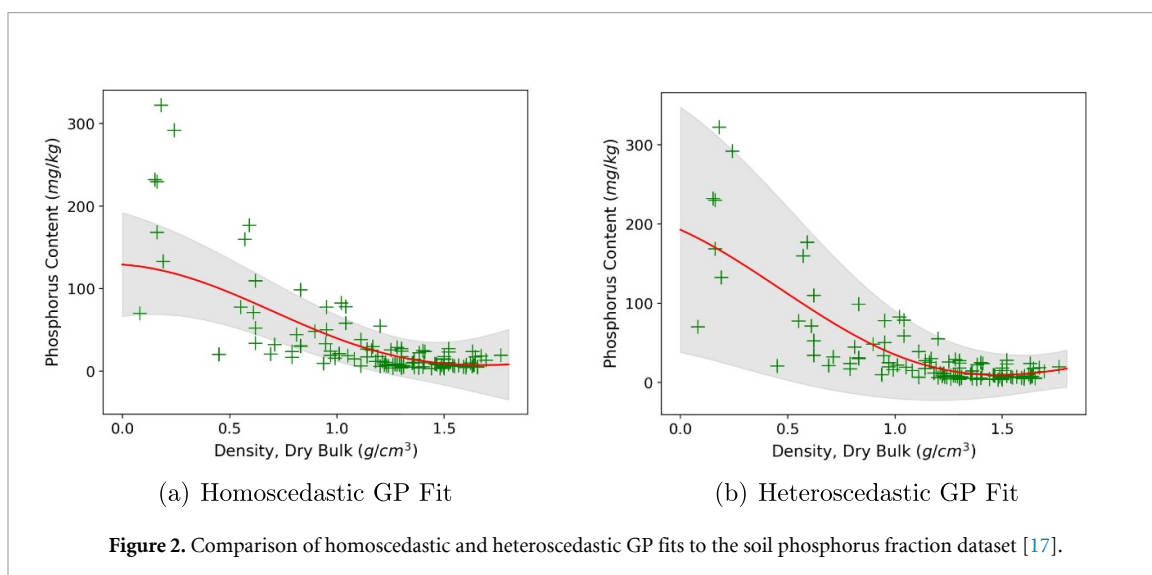 Phosphorus Content (mg/kg)
300
200
100
0
0.0 0.5 1.0 1.5
Density, Dry Bulk (g/cm³)
(a) Homoscedastic GP Fit
Phosphorus Content (mg/kg)
300
200
100
0
0.0 0.5 1.0 1.5
Density, Dry Bulk (g/cm³)
(b) Heteroscedastic GP Fit
Figure 2. Comparison of homoscedastic and heteroscedastic GP fits to the soil phosphorus fraction dataset [17].